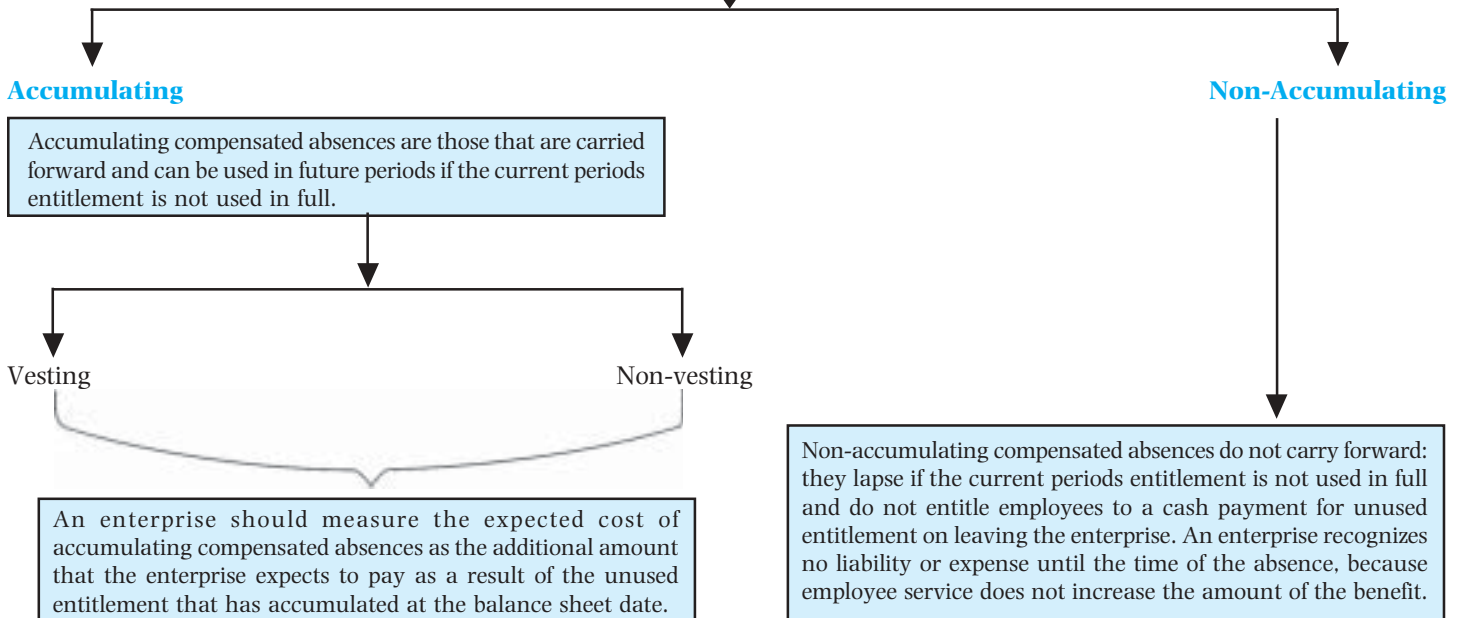 Accumulating
Accumulating compensated absences are those that are carried
forward and can be used in future periods if the current periods
entitlement is not used in full.
Vesting
Non-vesting
An enterprise should measure the expected cost of
accumulating compensated absences as the additional amount
that the enterprise expects to pay as a result of the unused
entitlement that has accumulated at the balance sheet date.
Non-Accumulating
Non-accumulating compensated absences do not carry forward:
they lapse if the current periods entitlement is not used in full
and do not entitle employees to a cash payment for unused
entitlement on leaving the enterprise. An enterprise recognizes
no liability or expense until the time of the absence, because
employee service does not increase the amount of the benefit.